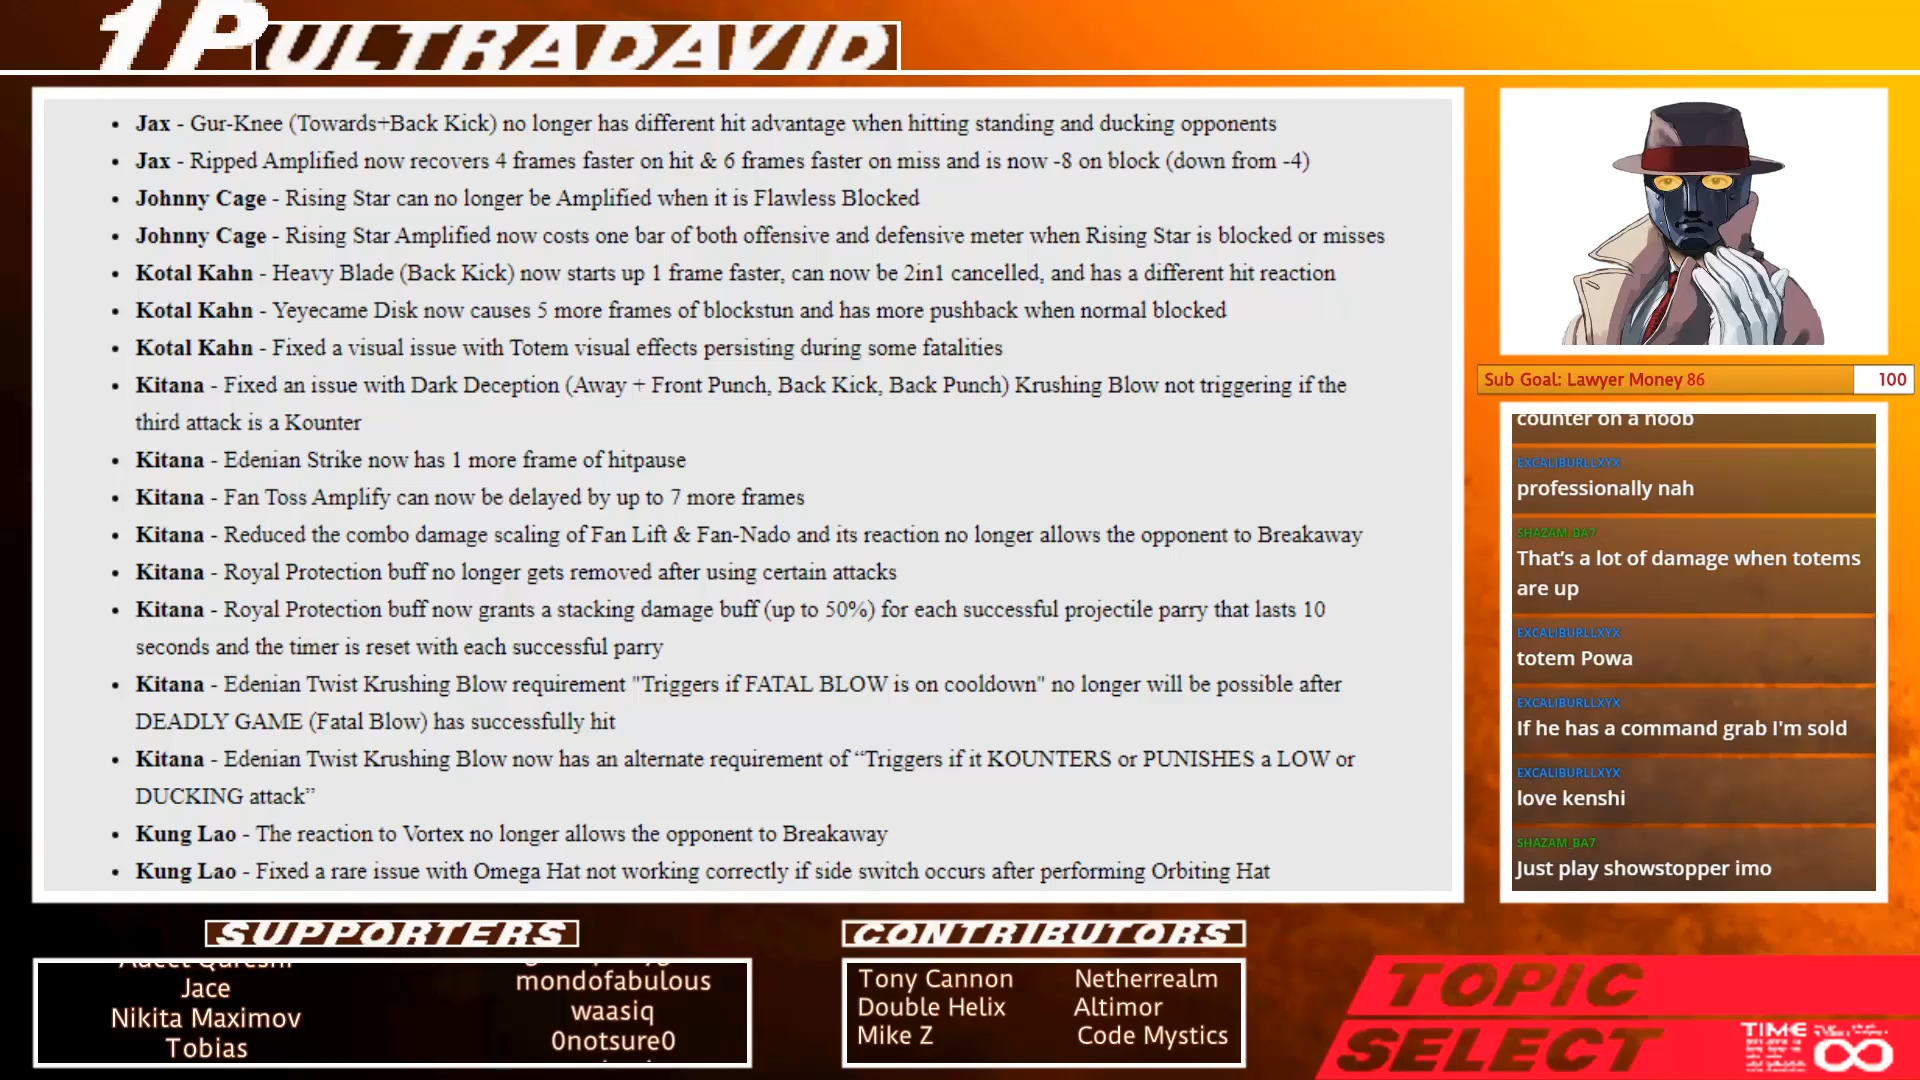 1P ULTRADAVID
• Jax - Gur-Knee (Towards+Back Kick) no longer has different hit advantage when hitting standing and ducking opponents
• Jax - Ripped Amplified now recovers 4 frames faster on hit & 6 frames faster on miss and is now -8 on block (down from -4)
• Johnny Cage - Rising Star can no longer be Amplified when it is Flawless Blocked
• Johnny Cage - Rising Star Amplified now costs one bar of both offensive and defensive meter when Rising Star is blocked or misses
• Kotal Kahn - Heavy Blade (Back Kick) now starts up 1 frame faster, can now be 2in1 cancelled, and has a different hit reaction
• Kotal Kahn - Yeyecame Disk now causes 5 more frames of blockstun and has more pushback when normal blocked
• Kotal Kahn - Fixed a visual issue with Totem visual effects persisting during some fatalities
• Kitana - Fixed an issue with Dark Deception (Away + Front Punch, Back Kick, Back Punch) Krushing Blow not triggering if the
third attack is a Kounter
• Kitana - Edenian Strike now has 1 more frame of hitpause
• Kitana - Fan Toss Amplify can now be delayed by up to 7 more frames
• Kitana - Reduced the combo damage scaling of Fan Lift & Fan-Nado and its reaction no longer allows the opponent to Breakaway
• Kitana - Royal Protection buff no longer gets removed after using certain attacks
• Kitana - Royal Protection buff now grants a stacking damage buff (up to 50%) for each successful projectile parry that lasts 10
seconds and the timer is reset with each successful parry
• Kitana - Edenian Twist Krushing Blow requirement "Triggers if FATAL BLOW is on cooldown" no longer will be possible after
DEADLY GAME (Fatal Blow) has successfully hit
• Kitana - Edenian Twist Krushing Blow now has an alternate requirement of “Triggers if it KOUNTERS or PUNISHES a LOW or
DUCKING attack”
• Kung Lao - The reaction to Vortex no longer allows the opponent to Breakaway
• Kung Lao - Fixed a rare issue with Omega Hat not working correctly if side switch occurs after performing Orbiting Hat
Sub Goal: Lawyer Money 86 100
counter on a noob
EXCALIBURLLXYX
professionally nah
SHAZAM_BA7
That’s a lot of damage when totems
are up
EXCALIBURLLXYX
totem Powa
EXCALIBURLLXYX
If he has a command grab I'm sold
EXCALIBURLLXYX
love kenshi
SHAZAM_BA7
Just play showstopper imo
SUPPORTERS
Jace
Nikita Maximov
Tobias
mondofabulous
waasiq
0notsure0
CONTRIBUTORS
Tony Cannon Netherrealm
Double Helix Altimor
Mike Z Code Mystics
TOPIC
SELECT
TIME ∞